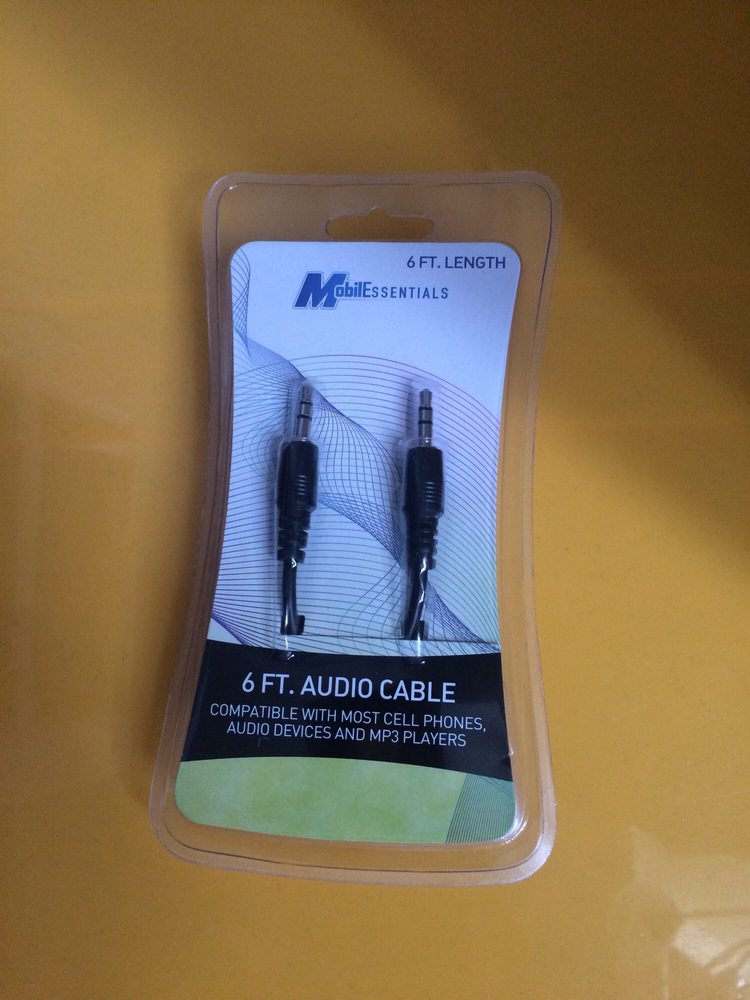 6 FT. LENGTH
MobilEssentials
6 FT. AUDIO CABLE
COMPATIBLE WITH MOST CELL PHONES,
AUDIO DEVICES AND MP3 PLAYERS